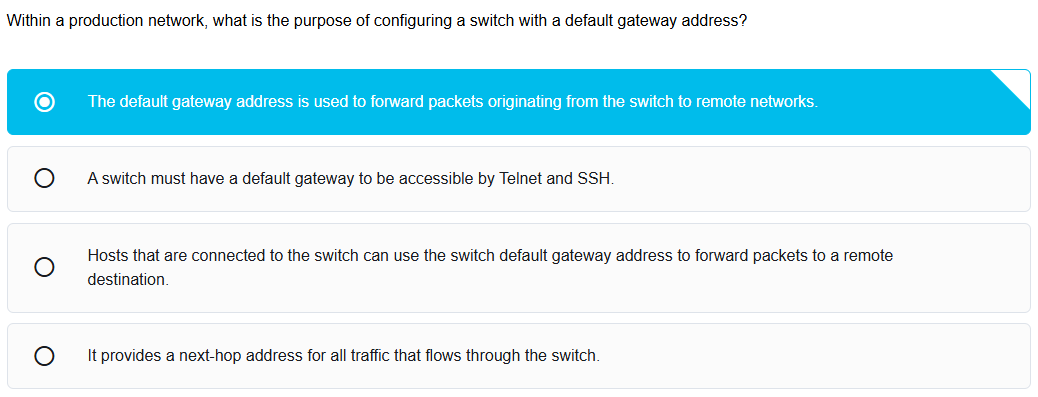 Within a production network, what is the purpose of configuring a switch with a default gateway address?
The default gateway address is used to forward packets originating from the switch to remote networks.
A switch must have a default gateway to be accessible by Telnet and SSH.
Hosts that are connected to the switch can use the switch default gateway address to forward packets to a remote
destination.
It provides a next-hop address for all traffic that flows through the switch.